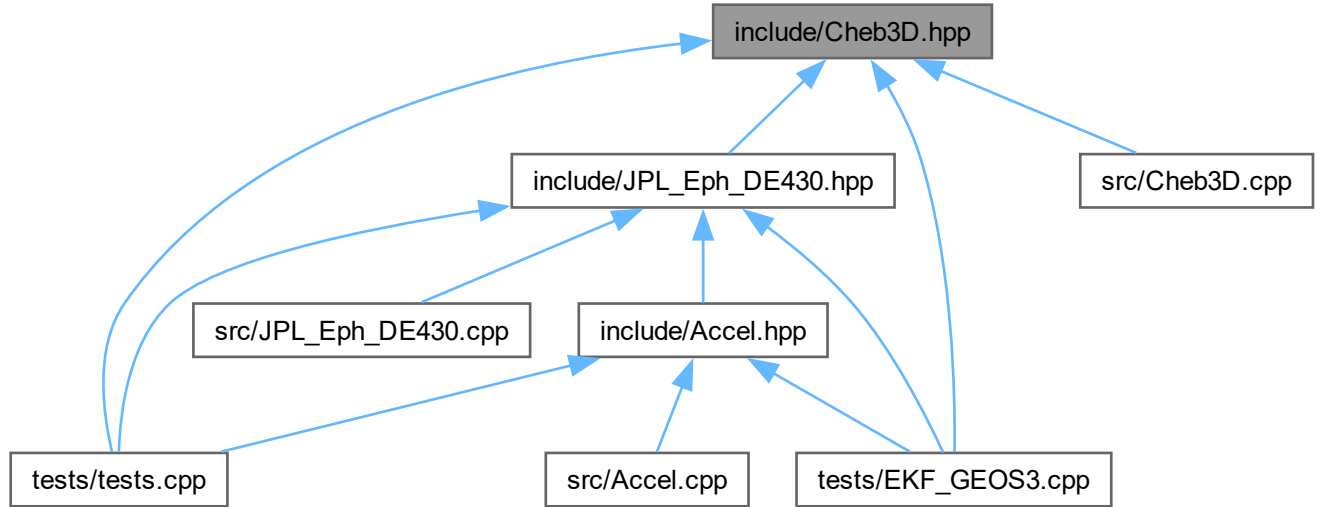 include/Cheb3D.hpp
include/JPL_Eph_DE430.hpp
src/Cheb3D.cpp
src/JPL_Eph_DE430.cpp
include/Accel.hpp
tests/tests.cpp
src/Accel.cpp
tests/EKF_GEOS3.cpp